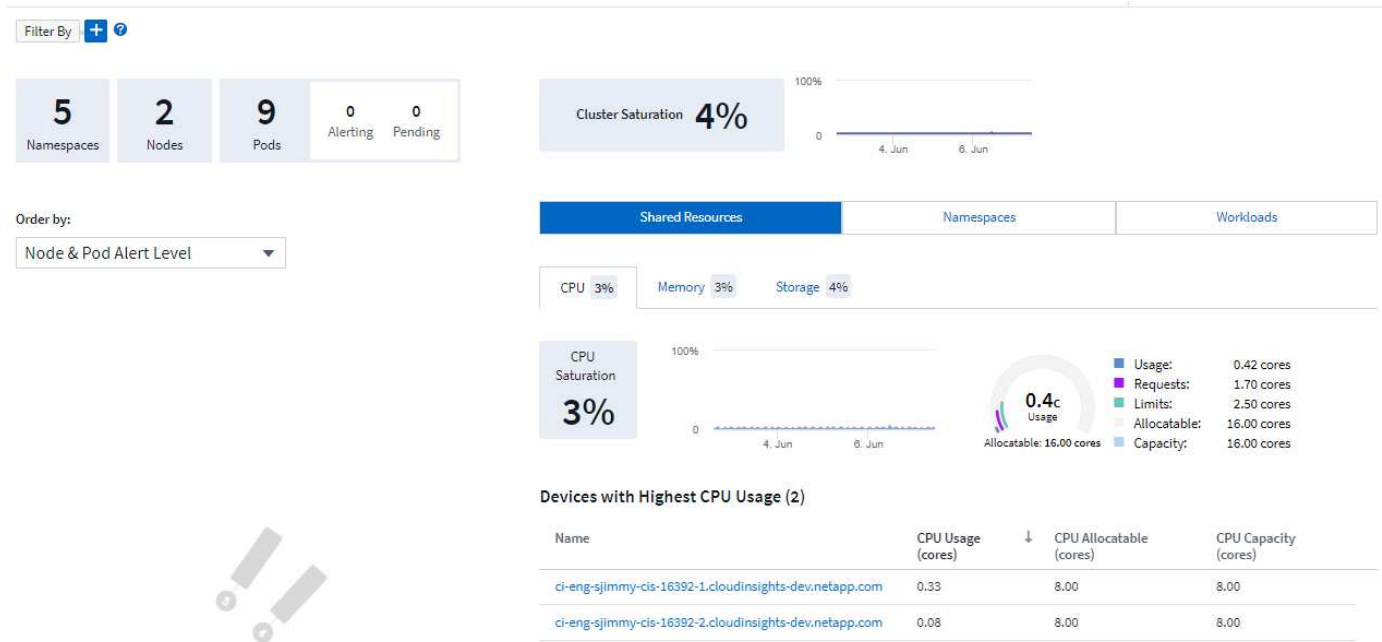 Filter By + ?
5
Namespaces
2
Nodes
9
Pods
0
Alerting
0
Pending
Cluster Saturation 4%
100%
0
4. Jun 6. Jun
Order by:
Node & Pod Alert Level
Shared Resources Namespaces Workloads
CPU 3% Memory 3% Storage 4%
CPU
Saturation
3%
100%
0
4. Jun 6. Jun
0.4c
Usage
Allocatable: 16.00 cores
Usage: 0.42 cores
Requests: 1.70 cores
Limits: 2.50 cores
Allocatable: 16.00 cores
Capacity: 16.00 cores
Devices with Highest CPU Usage (2)
Name CPU Usage ↓ CPU Allocatable CPU Capacity
(cores) (cores) (cores)
ci-eng-sjimmy-cis-16392-1.cloudinsights-dev.netapp.com 0.33 8.00 8.00
ci-eng-sjimmy-cis-16392-2.cloudinsights-dev.netapp.com 0.08 8.00 8.00